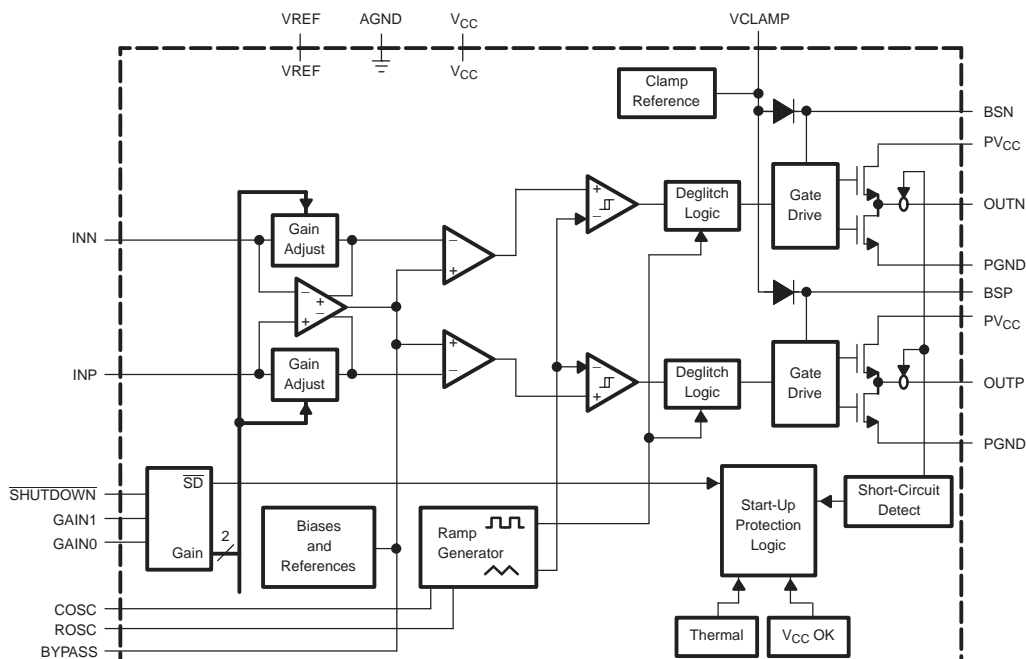 VREF
AGND
VCC
VCLAMP
VREF
VCC
Clamp
Reference
BSN
PVCC
Gain
Adjust
+
−
Deglitch
Logic
Gate
Drive
OUTN
INN
−
+
PGND
−
+
−
+
BSP
PVCC
INP
Gain
Adjust
+
−
−
+
Deglitch
Logic
Gate
Drive
OUTP
PGND
SHUTDOWN
GAIN1
GAIN0
SD
Gain
2
Biases
and
References
Ramp
Generator
Start-Up
Protection
Logic
Short-Circuit
Detect
COSC
ROSC
BYPASS
Thermal
VCC OK